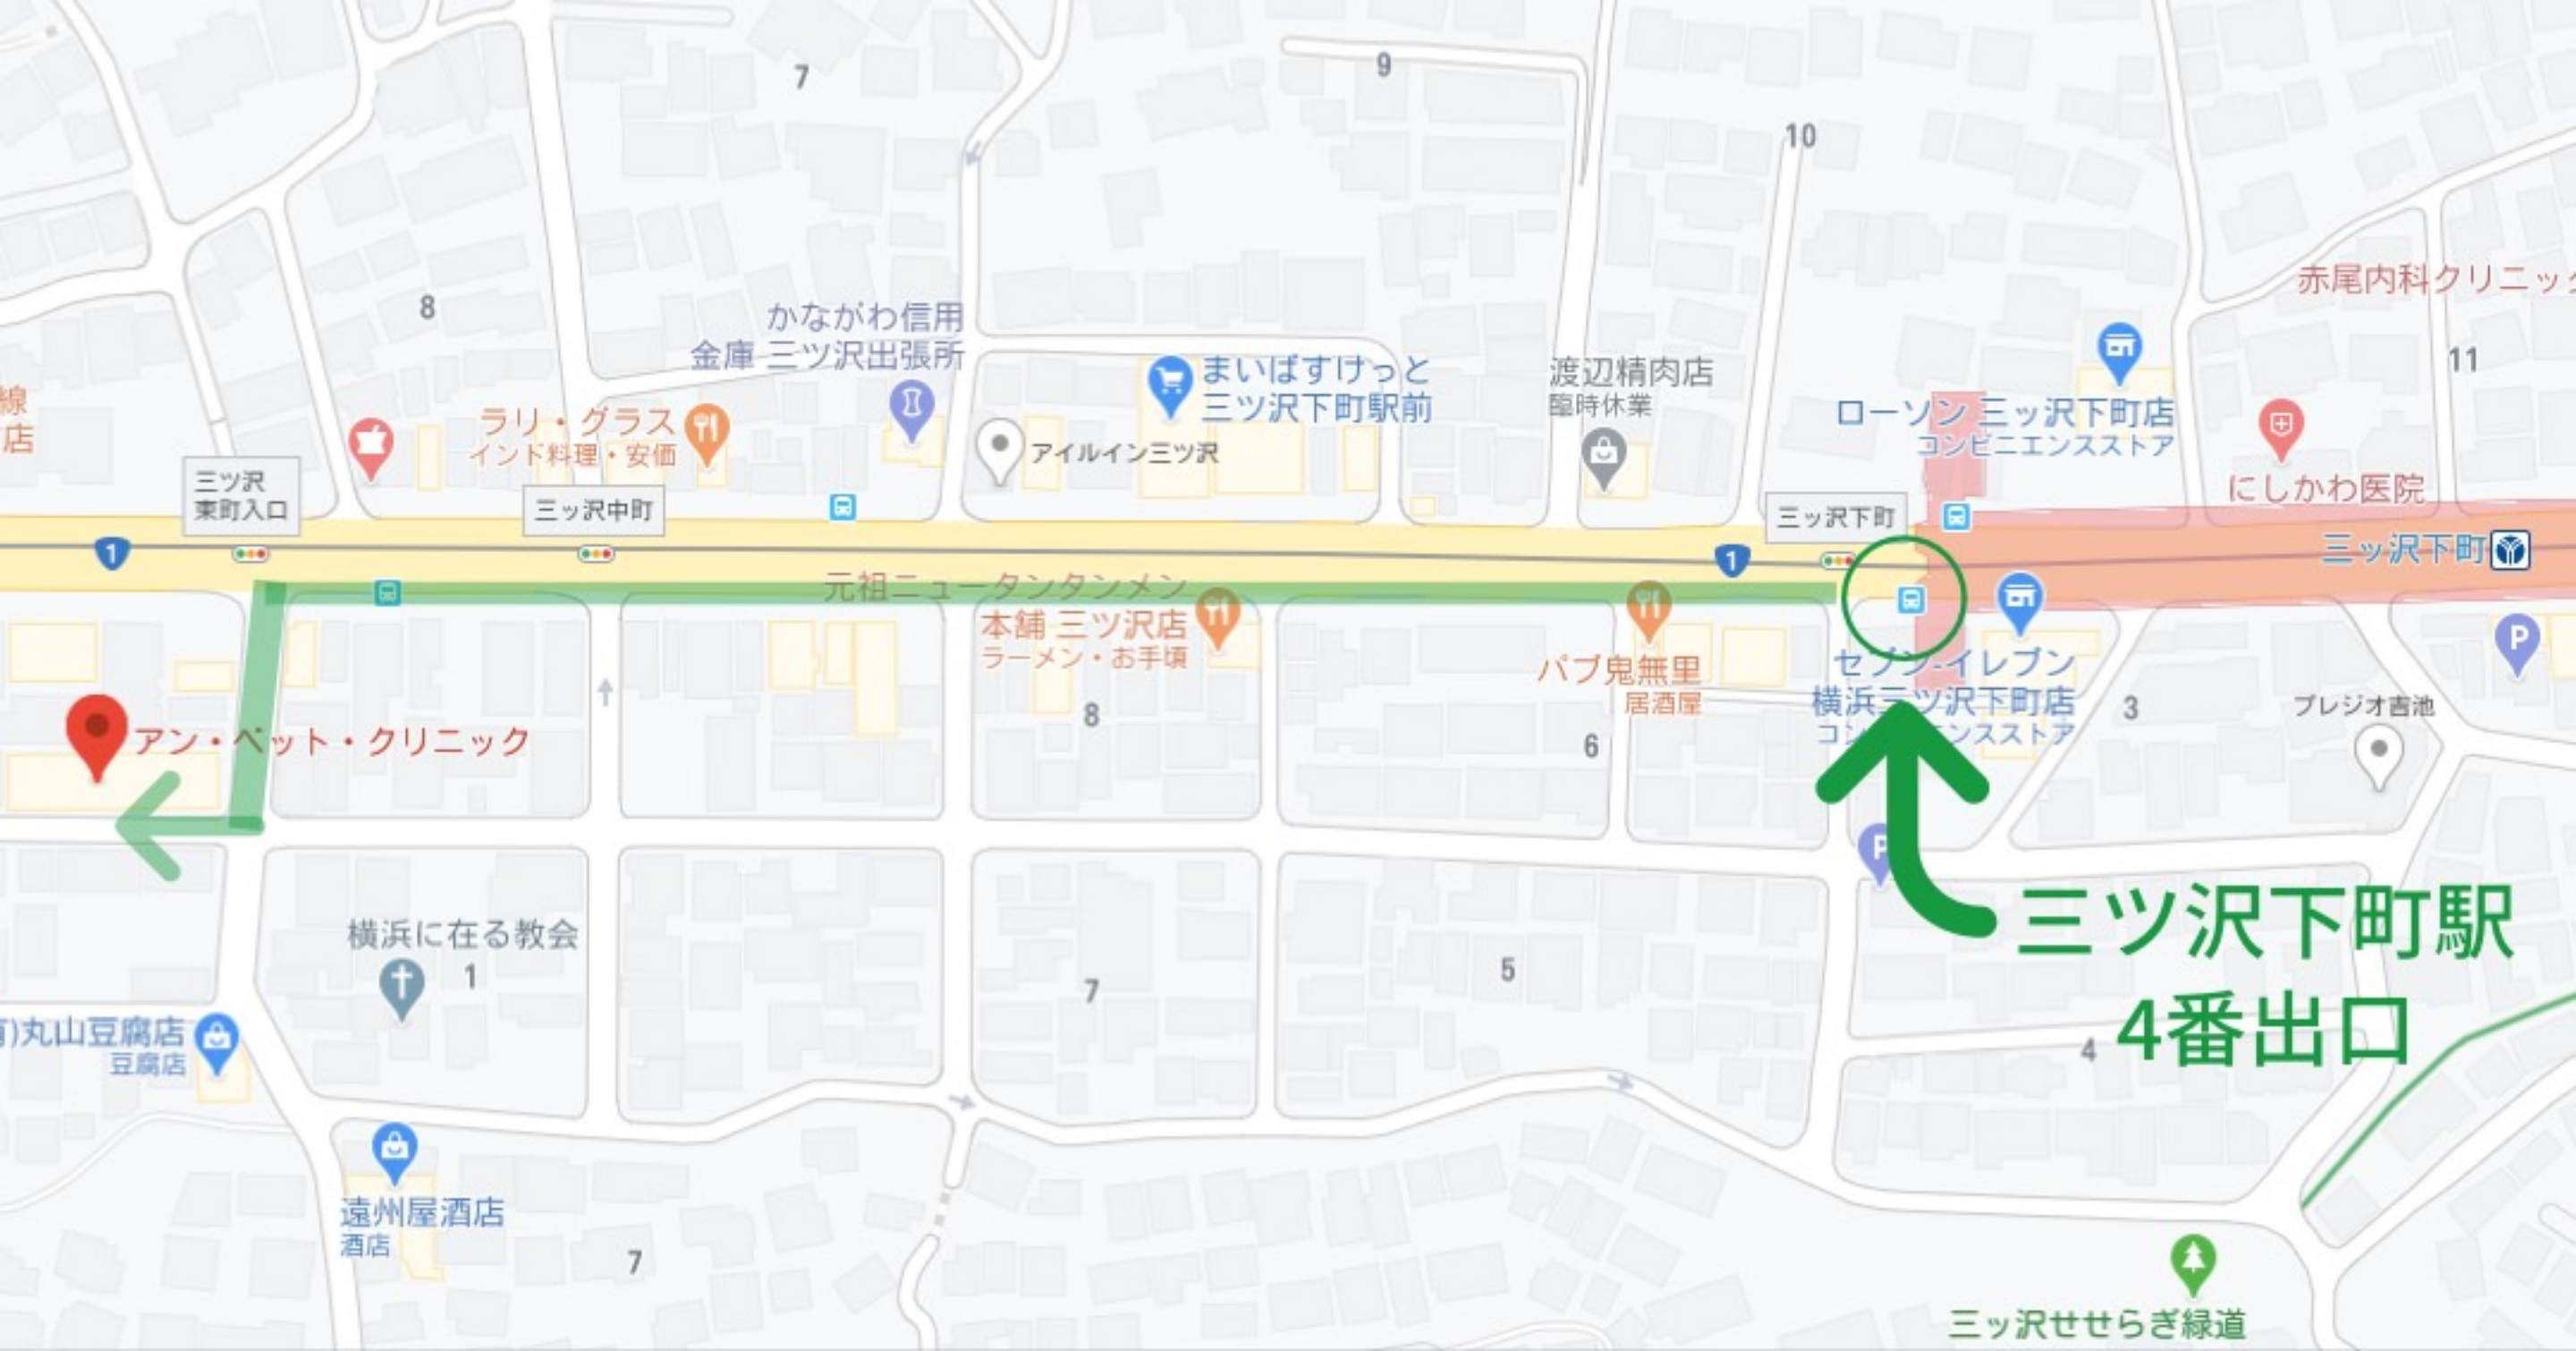 7
9
10
8
かながわ信用
金庫 三ツ沢出張所
まいばすけっと
三ツ沢下町駅前
渡辺精肉店
臨時休業
ローソン 三ッ沢下町店
コンビニエンスストア
赤尾内科クリニック
11
線
店
ラリ・グラス
インド料理・安価
アイルイン三ツ沢
にしかわ医院
三ツ沢
東町入口
三ッ沢中町
三ッ沢下町
1
1
三ッ沢下町
元祖ニュータンタンメン
本舗 三ツ沢店
ラーメン・お手頃
パブ鬼無里
居酒屋
セブン-イレブン
横浜三ツ沢下町店
コンビニエンスストア
P
アン・ペット・クリニック
8
6
3
プレジオ吉池
P
横浜に在る教会
1
7
5
三ツ沢下町駅
4番出口
4
有)丸山豆腐店
豆腐店
遠州屋酒店
酒店
7
三ッ沢せせらぎ緑道